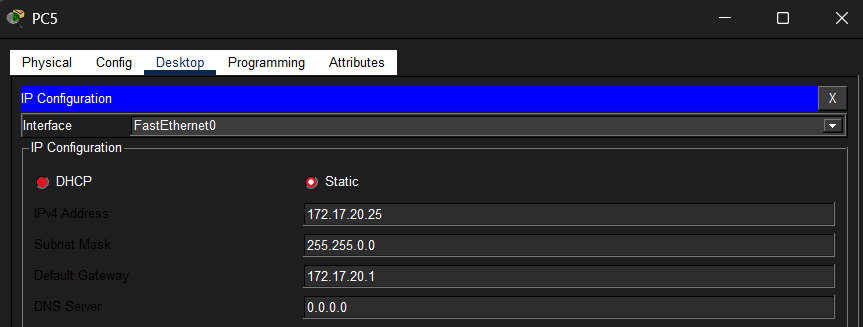 PC5
Physical Config Desktop Programming Attributes
IP Configuration X
Interface FastEthernet0
IP Configuration
DHCP Static
IPv4 Address 172.17.20.25
Subnet Mask 255.255.0.0
Default Gateway 172.17.20.1
DNS Server 0.0.0.0